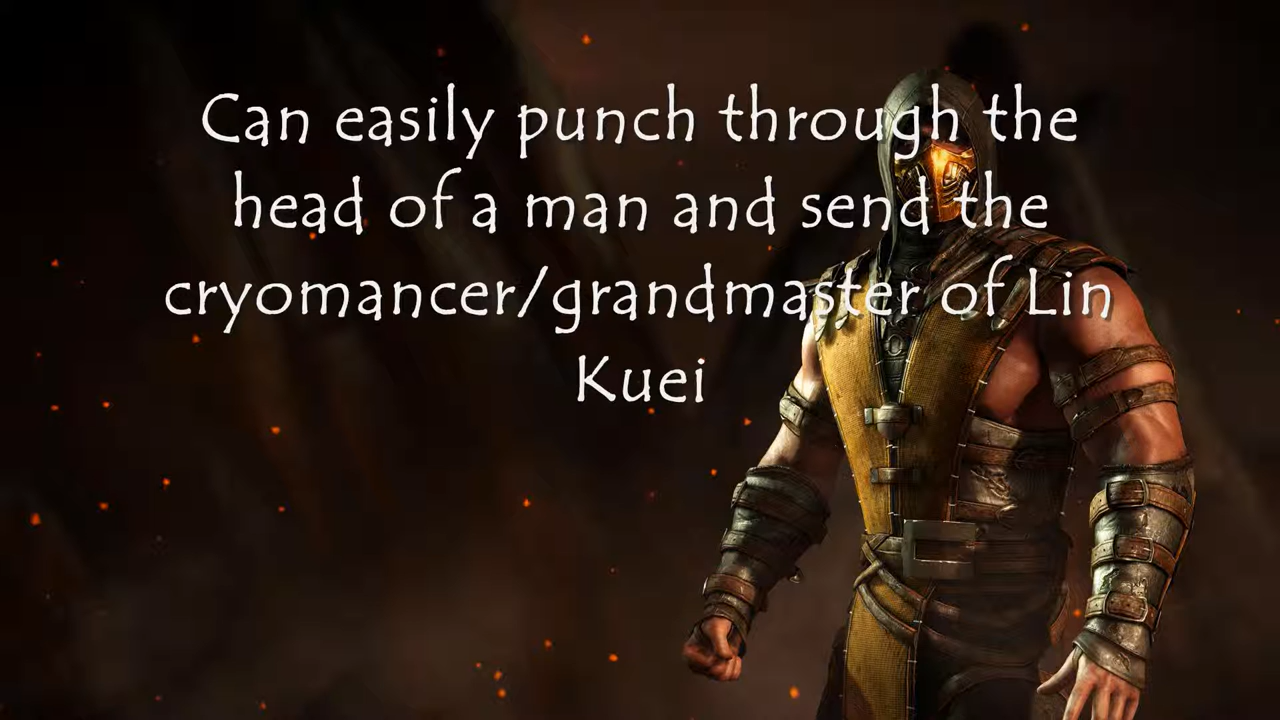 Can easily punch through the
head of a man and send the
cryomancer/grandmaster of Lin
Kuei